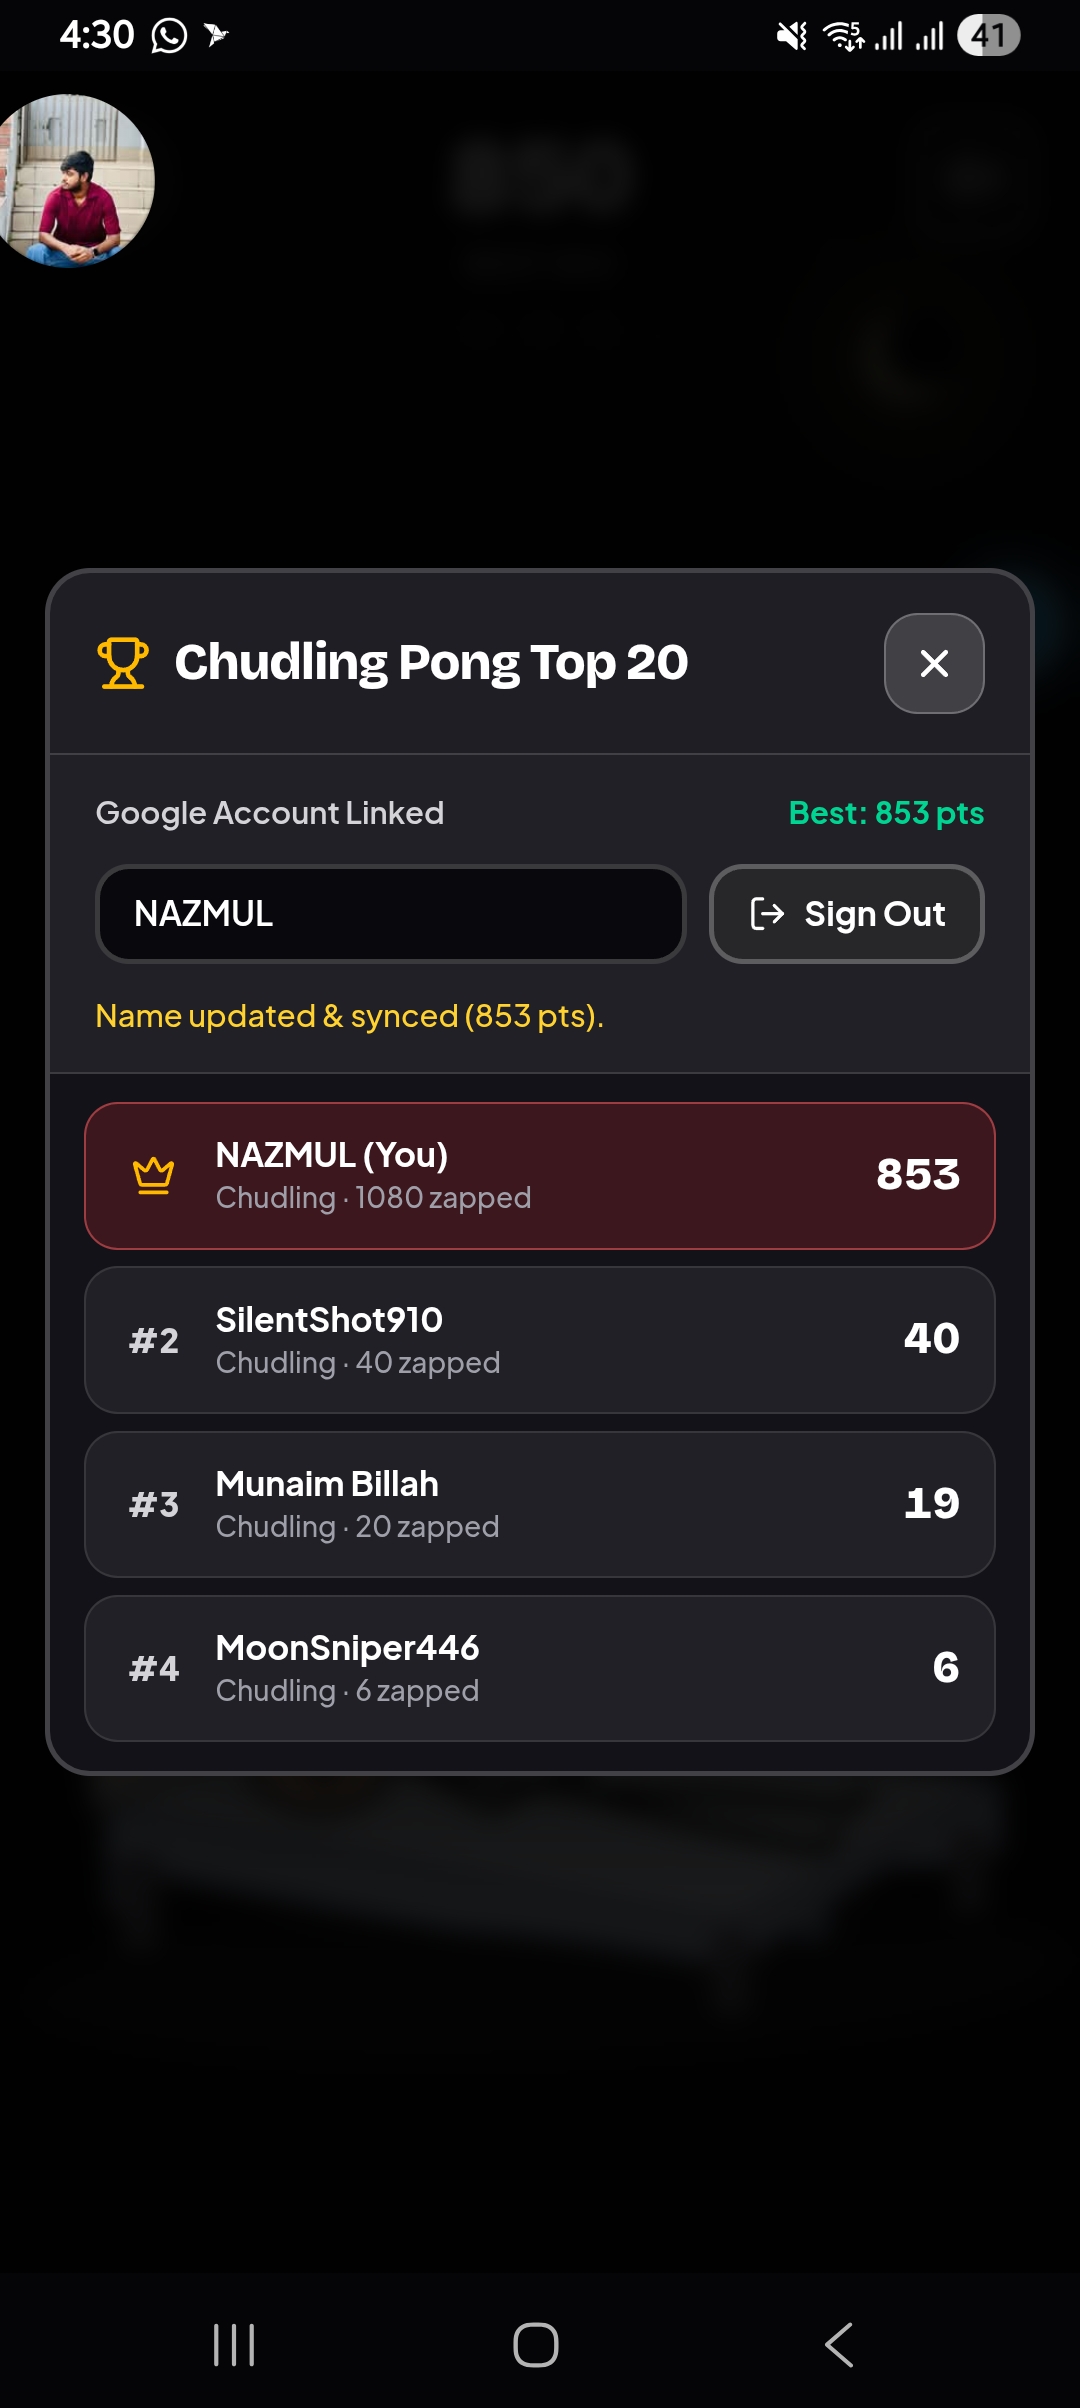 4:30
5
41
850
Chudling Pong Top 20
Google Account Linked
Best: 853 pts
NAZMUL
Sign Out
Name updated & synced (853 pts).
NAZMUL (You)
Chudling · 1080 zapped
853
#2
SilentShot910
Chudling · 40 zapped
40
#3
Munaim Billah
Chudling · 20 zapped
19
#4
MoonSniper446
Chudling · 6 zapped
6